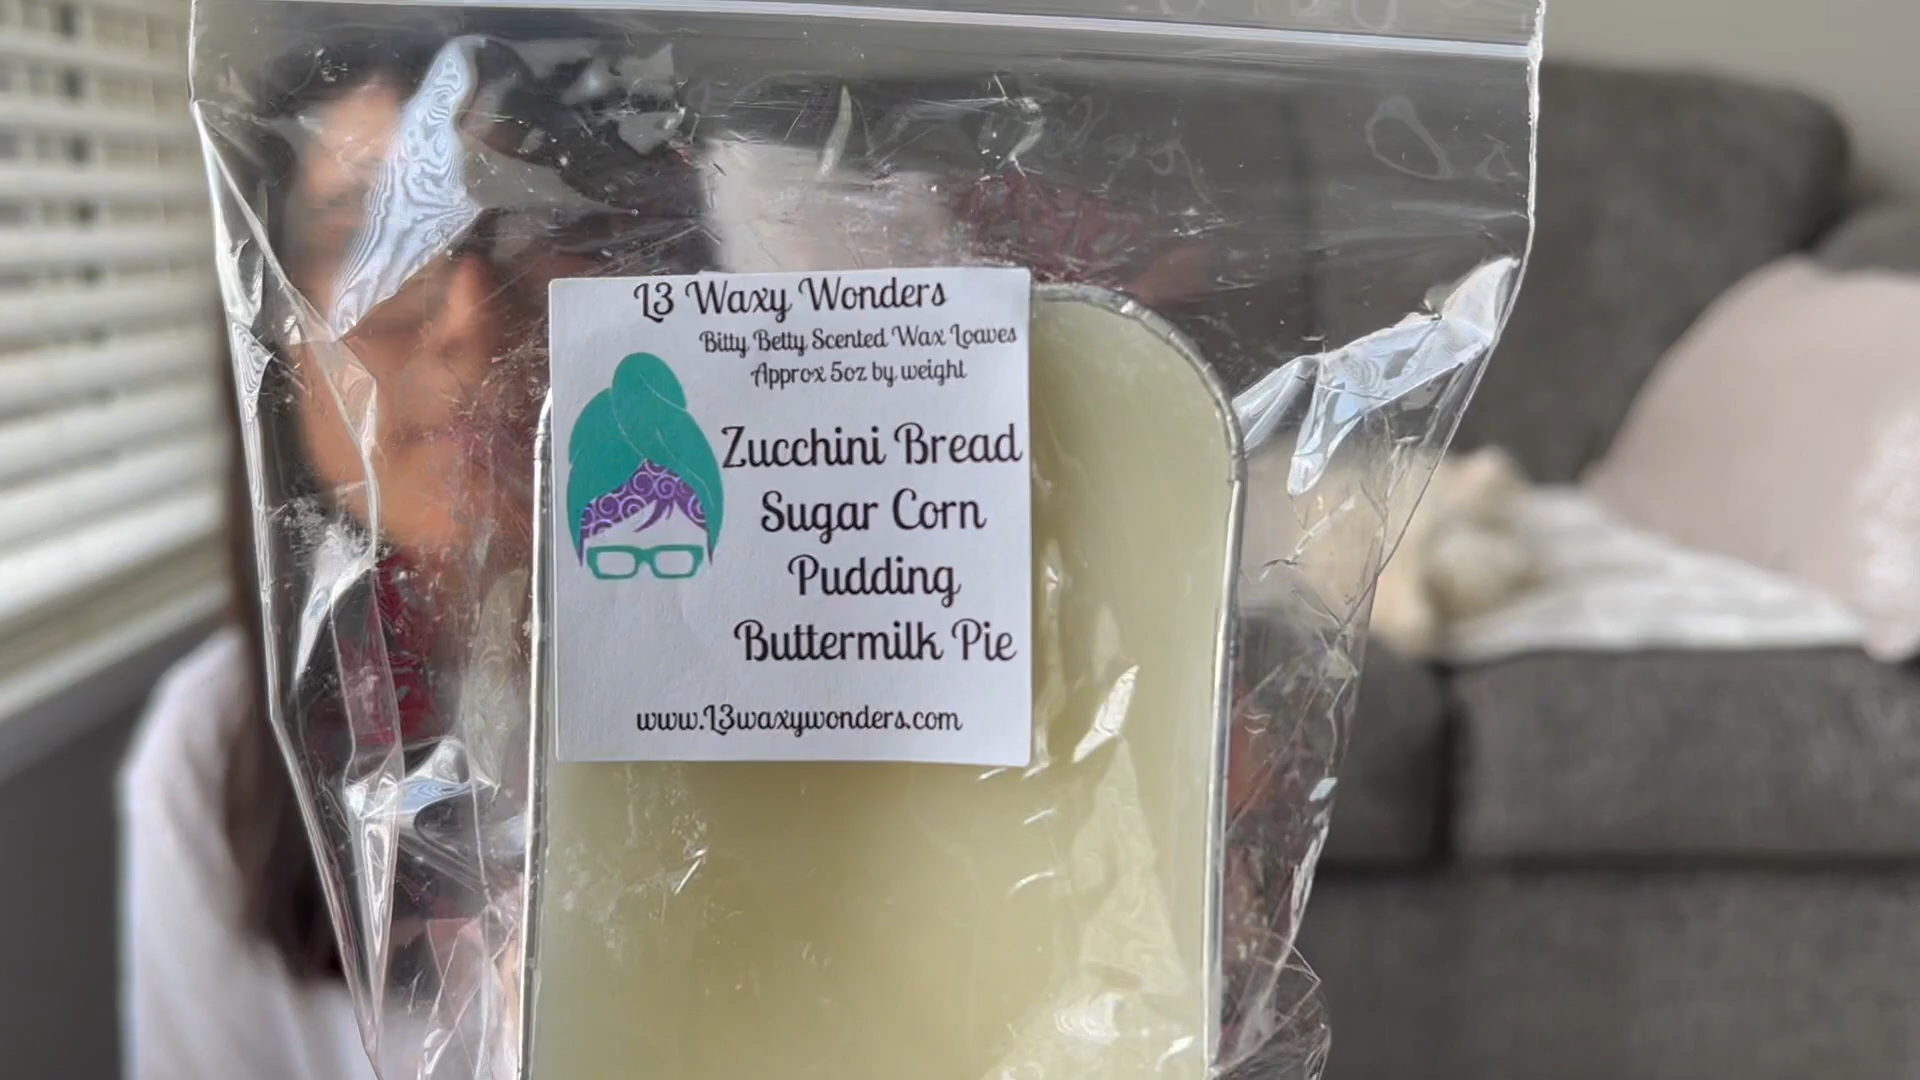 L3 Waxy Wonders
Bitty Betty Scented Wax Loaves
Approx 5oz by weight
Zucchini Bread
Sugar Corn
Pudding
Buttermilk Pie
www.L3waxywonders.com